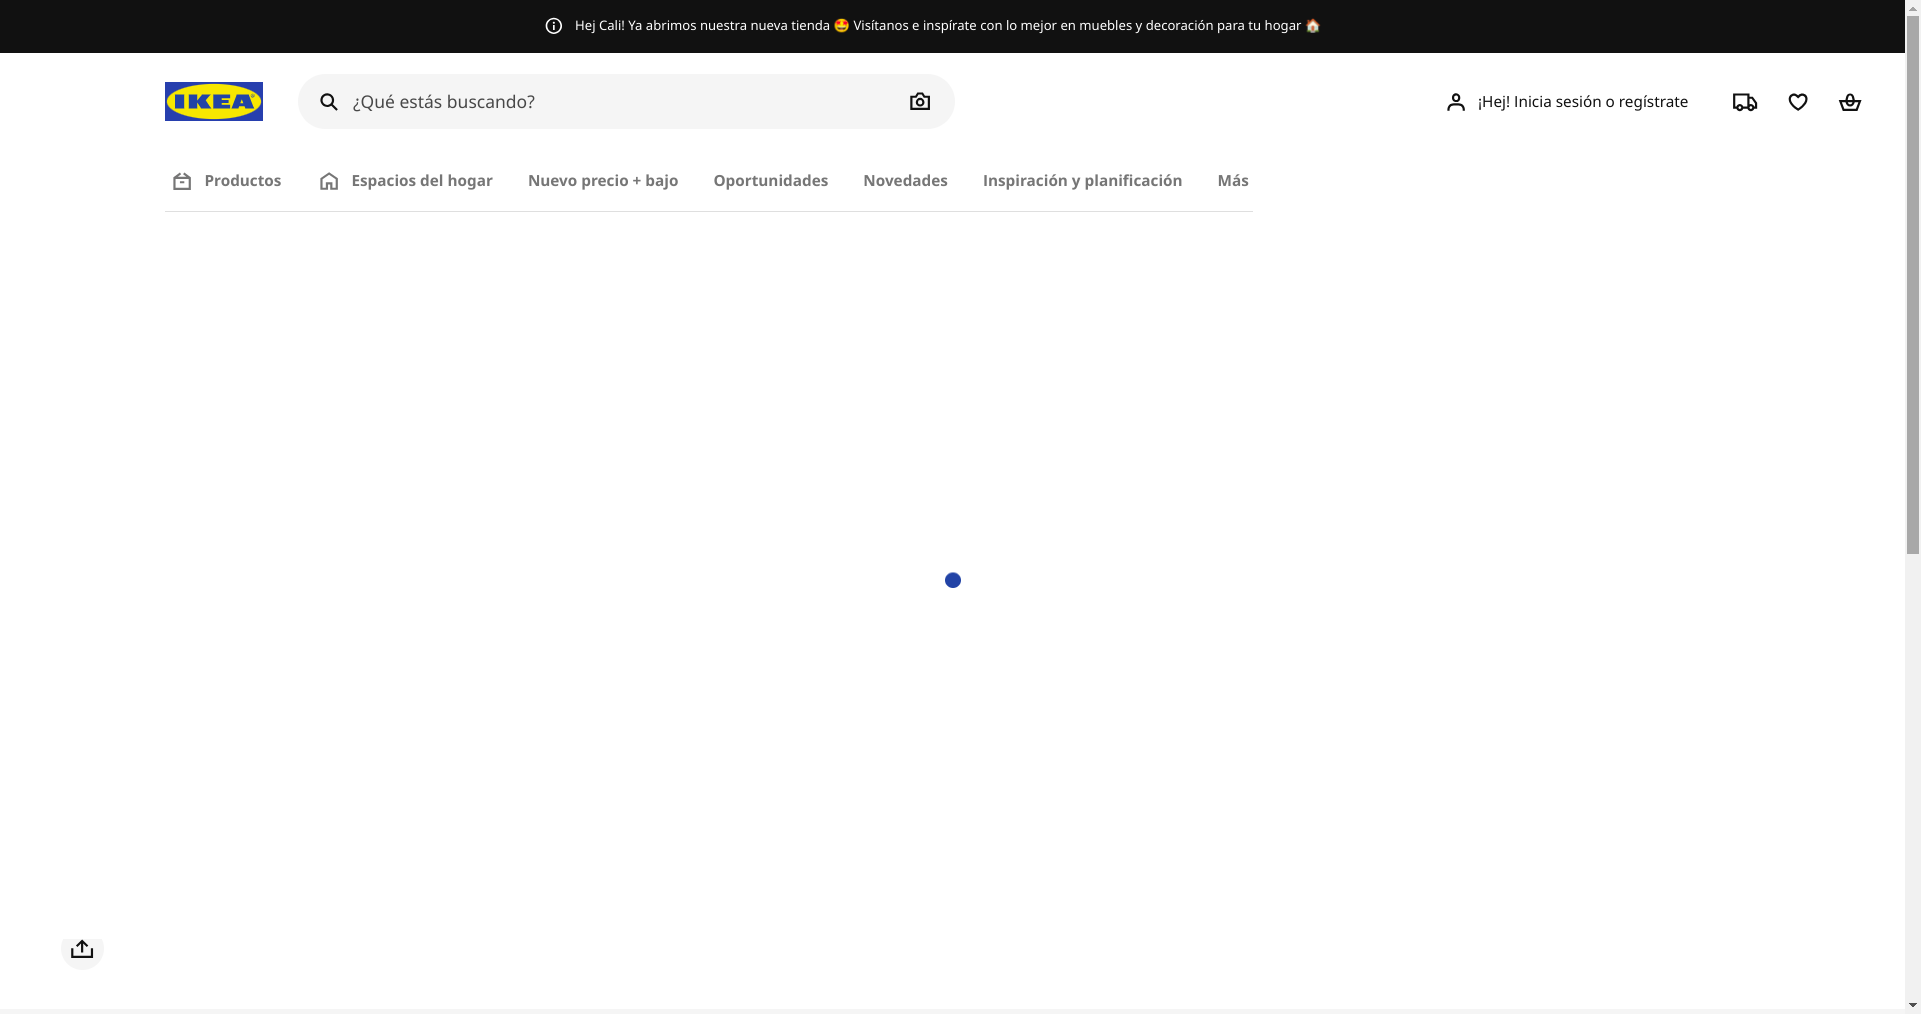 Hej Cali! Ya abrimos nuestra nueva tienda 🤩 Visítanos e inspírate con lo mejor en muebles y decoración para tu hogar 🏠
IKEA
¿Qué estás buscando?
¡Hej! Inicia sesión o regístrate
Productos
Espacios del hogar
Nuevo precio + bajo
Oportunidades
Novedades
Inspiración y planificación
Más